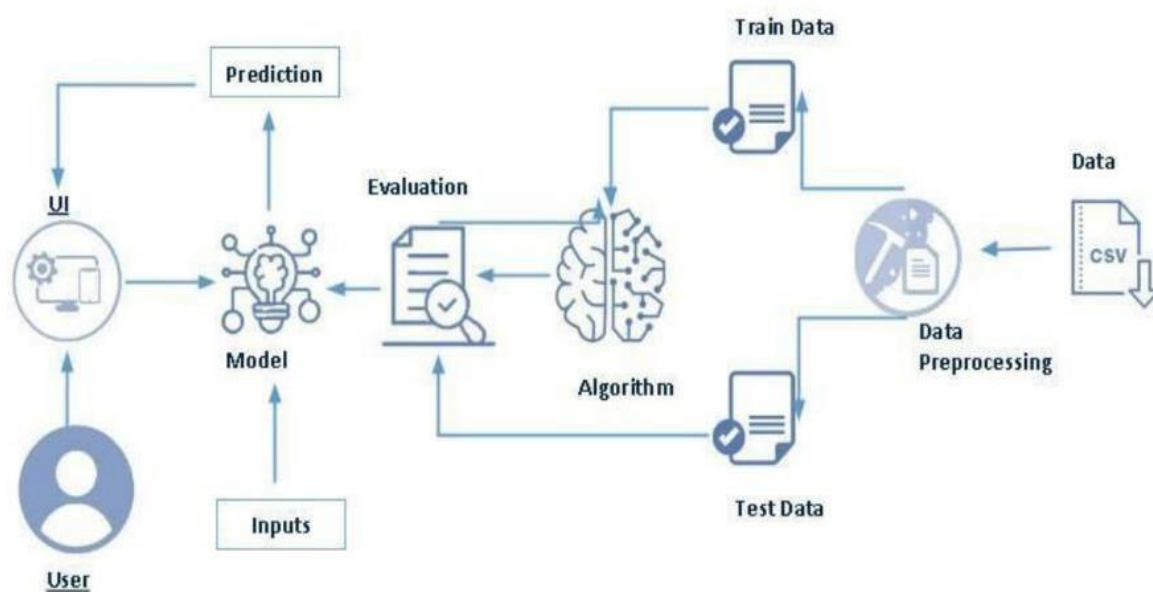 Train Data
Prediction
Data
Evaluation
UI
CSV
Data
Preprocessing
Model
Algorithm
Test Data
Inputs
User